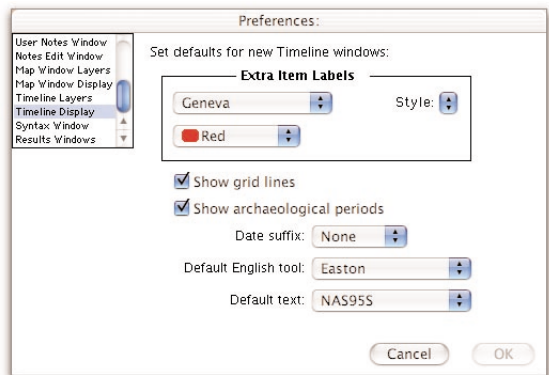 Preferences:
User Notes Window
Notes Edit Window
Map Window Layers
Map Window Display
Timeline Layers
Timeline Display
Syntax Window
Results Windows
Set defaults for new Timeline windows:
Extra Item Labels
Geneva Style:
Red
Show grid lines
Show archaeological periods
Date suffix: None
Default English tool: Easton
Default text: NAS95S
Cancel OK